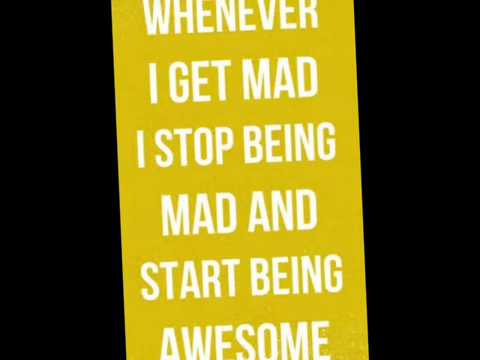 WHENEVER
I GET MAD
I STOP BEING
MAD AND
START BEING
AWESOME